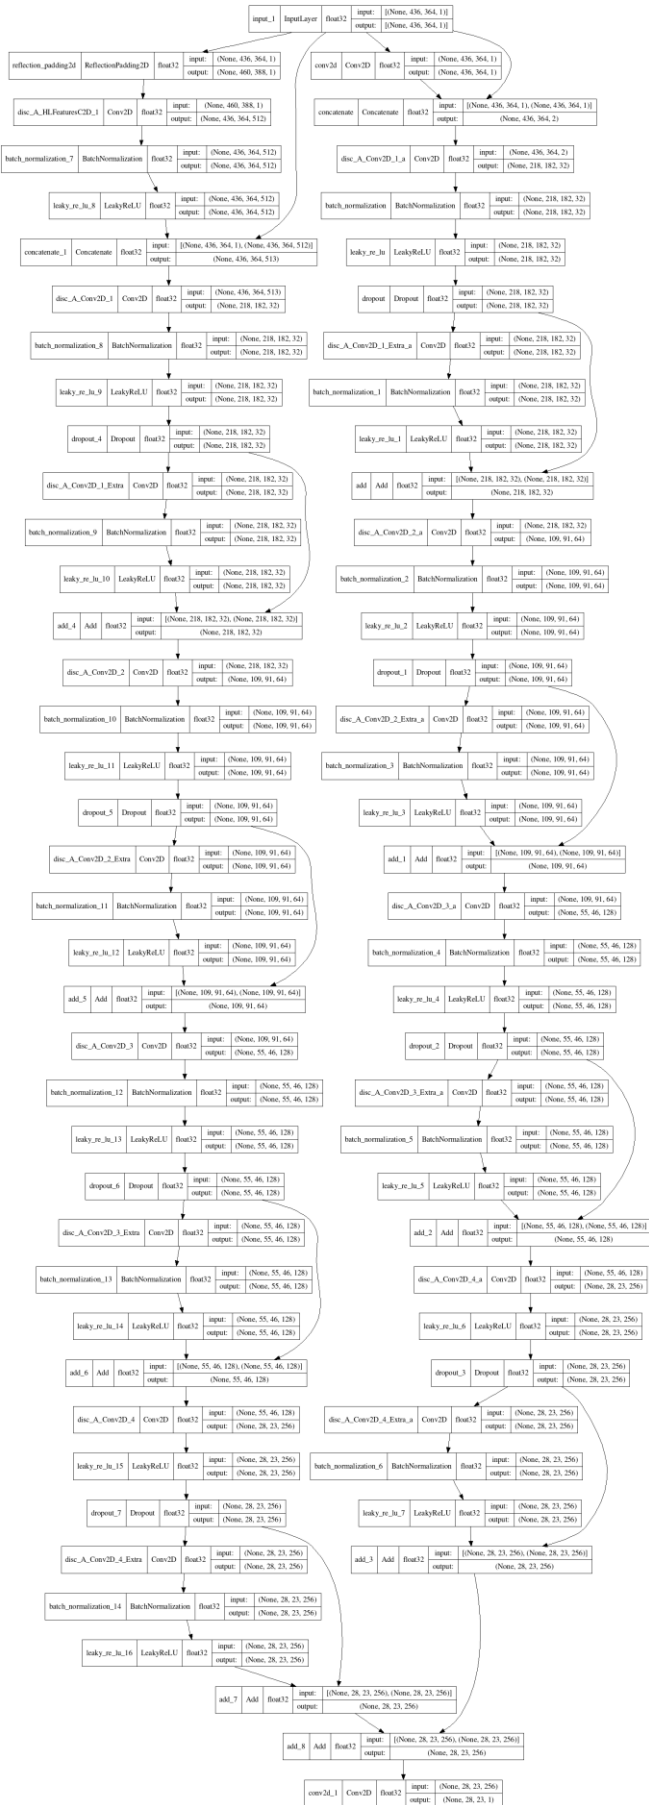 input_1 InputLayer float32 input: [(None, 436, 364, 1)]
output: [(None, 436, 364, 1)]
reflection_padding2d ReflectionPadding2D float32 input: (None, 436, 364, 1)
output: (None, 460, 388, 1)
disc_A_HLFeaturesC2D_1 Conv2D float32 input: (None, 460, 388, 1)
output: (None, 436, 364, 512)
batch_normalization_7 BatchNormalization float32 input: (None, 436, 364, 512)
output: (None, 436, 364, 512)
leaky_re_lu_8 LeakyReLU float32 input: (None, 436, 364, 512)
output: (None, 436, 364, 512)
concatenate_1 Concatenate float32 input: [(None, 436, 364, 1), (None, 436, 364, 512)]
output: (None, 436, 364, 513)
disc_A_Conv2D_1 Conv2D float32 input: (None, 436, 364, 513)
output: (None, 218, 182, 32)
batch_normalization_8 BatchNormalization float32 input: (None, 218, 182, 32)
output: (None, 218, 182, 32)
leaky_re_lu_9 LeakyReLU float32 input: (None, 218, 182, 32)
output: (None, 218, 182, 32)
dropout_4 Dropout float32 input: (None, 218, 182, 32)
output: (None, 218, 182, 32)
disc_A_Conv2D_1_Extra Conv2D float32 input: (None, 218, 182, 32)
output: (None, 218, 182, 32)
batch_normalization_9 BatchNormalization float32 input: (None, 218, 182, 32)
output: (None, 218, 182, 32)
leaky_re_lu_10 LeakyReLU float32 input: (None, 218, 182, 32)
output: (None, 218, 182, 32)
add_4 Add float32 input: [(None, 218, 182, 32), (None, 218, 182, 32)]
output: (None, 218, 182, 32)
disc_A_Conv2D_2 Conv2D float32 input: (None, 218, 182, 32)
output: (None, 109, 91, 64)
batch_normalization_10 BatchNormalization float32 input: (None, 109, 91, 64)
output: (None, 109, 91, 64)
leaky_re_lu_11 LeakyReLU float32 input: (None, 109, 91, 64)
output: (None, 109, 91, 64)
dropout_5 Dropout float32 input: (None, 109, 91, 64)
output: (None, 109, 91, 64)
disc_A_Conv2D_2_Extra Conv2D float32 input: (None, 109, 91, 64)
output: (None, 109, 91, 64)
batch_normalization_11 BatchNormalization float32 input: (None, 109, 91, 64)
output: (None, 109, 91, 64)
leaky_re_lu_12 LeakyReLU float32 input: (None, 109, 91, 64)
output: (None, 109, 91, 64)
add_5 Add float32 input: [(None, 109, 91, 64), (None, 109, 91, 64)]
output: (None, 109, 91, 64)
disc_A_Conv2D_3 Conv2D float32 input: (None, 109, 91, 64)
output: (None, 55, 46, 128)
batch_normalization_12 BatchNormalization float32 input: (None, 55, 46, 128)
output: (None, 55, 46, 128)
leaky_re_lu_13 LeakyReLU float32 input: (None, 55, 46, 128)
output: (None, 55, 46, 128)
dropout_6 Dropout float32 input: (None, 55, 46, 128)
output: (None, 55, 46, 128)
disc_A_Conv2D_3_Extra Conv2D float32 input: (None, 55, 46, 128)
output: (None, 55, 46, 128)
batch_normalization_13 BatchNormalization float32 input: (None, 55, 46, 128)
output: (None, 55, 46, 128)
leaky_re_lu_14 LeakyReLU float32 input: (None, 55, 46, 128)
output: (None, 55, 46, 128)
add_6 Add float32 input: [(None, 55, 46, 128), (None, 55, 46, 128)]
output: (None, 55, 46, 128)
disc_A_Conv2D_4 Conv2D float32 input: (None, 55, 46, 128)
output: (None, 28, 23, 256)
leaky_re_lu_15 LeakyReLU float32 input: (None, 28, 23, 256)
output: (None, 28, 23, 256)
dropout_7 Dropout float32 input: (None, 28, 23, 256)
output: (None, 28, 23, 256)
disc_A_Conv2D_4_Extra Conv2D float32 input: (None, 28, 23, 256)
output: (None, 28, 23, 256)
batch_normalization_14 BatchNormalization float32 input: (None, 28, 23, 256)
output: (None, 28, 23, 256)
leaky_re_lu_16 LeakyReLU float32 input: (None, 28, 23, 256)
output: (None, 28, 23, 256)
add_7 Add float32 input: [(None, 28, 23, 256), (None, 28, 23, 256)]
output: (None, 28, 23, 256)
conv2d Conv2D float32 input: (None, 436, 364, 1)
output: (None, 436, 364, 1)
concatenate Concatenate float32 input: [(None, 436, 364, 1), (None, 436, 364, 1)]
output: (None, 436, 364, 2)
disc_A_Conv2D_1_a Conv2D float32 input: (None, 436, 364, 2)
output: (None, 218, 182, 32)
batch_normalization BatchNormalization float32 input: (None, 218, 182, 32)
output: (None, 218, 182, 32)
leaky_re_lu LeakyReLU float32 input: (None, 218, 182, 32)
output: (None, 218, 182, 32)
dropout Dropout float32 input: (None, 218, 182, 32)
output: (None, 218, 182, 32)
disc_A_Conv2D_1_Extra_a Conv2D float32 input: (None, 218, 182, 32)
output: (None, 218, 182, 32)
batch_normalization_1 BatchNormalization float32 input: (None, 218, 182, 32)
output: (None, 218, 182, 32)
leaky_re_lu_1 LeakyReLU float32 input: (None, 218, 182, 32)
output: (None, 218, 182, 32)
add Add float32 input: [(None, 218, 182, 32), (None, 218, 182, 32)]
output: (None, 218, 182, 32)
disc_A_Conv2D_2_a Conv2D float32 input: (None, 218, 182, 32)
output: (None, 109, 91, 64)
batch_normalization_2 BatchNormalization float32 input: (None, 109, 91, 64)
output: (None, 109, 91, 64)
leaky_re_lu_2 LeakyReLU float32 input: (None, 109, 91, 64)
output: (None, 109, 91, 64)
dropout_1 Dropout float32 input: (None, 109, 91, 64)
output: (None, 109, 91, 64)
disc_A_Conv2D_2_Extra_a Conv2D float32 input: (None, 109, 91, 64)
output: (None, 109, 91, 64)
batch_normalization_3 BatchNormalization float32 input: (None, 109, 91, 64)
output: (None, 109, 91, 64)
leaky_re_lu_3 LeakyReLU float32 input: (None, 109, 91, 64)
output: (None, 109, 91, 64)
add_1 Add float32 input: [(None, 109, 91, 64), (None, 109, 91, 64)]
output: (None, 109, 91, 64)
disc_A_Conv2D_3_a Conv2D float32 input: (None, 109, 91, 64)
output: (None, 55, 46, 128)
batch_normalization_4 BatchNormalization float32 input: (None, 55, 46, 128)
output: (None, 55, 46, 128)
leaky_re_lu_4 LeakyReLU float32 input: (None, 55, 46, 128)
output: (None, 55, 46, 128)
dropout_2 Dropout float32 input: (None, 55, 46, 128)
output: (None, 55, 46, 128)
disc_A_Conv2D_3_Extra_a Conv2D float32 input: (None, 55, 46, 128)
output: (None, 55, 46, 128)
batch_normalization_5 BatchNormalization float32 input: (None, 55, 46, 128)
output: (None, 55, 46, 128)
leaky_re_lu_5 LeakyReLU float32 input: (None, 55, 46, 128)
output: (None, 55, 46, 128)
add_2 Add float32 input: [(None, 55, 46, 128), (None, 55, 46, 128)]
output: (None, 55, 46, 128)
disc_A_Conv2D_4_a Conv2D float32 input: (None, 55, 46, 128)
output: (None, 28, 23, 256)
leaky_re_lu_6 LeakyReLU float32 input: (None, 28, 23, 256)
output: (None, 28, 23, 256)
dropout_3 Dropout float32 input: (None, 28, 23, 256)
output: (None, 28, 23, 256)
disc_A_Conv2D_4_Extra_a Conv2D float32 input: (None, 28, 23, 256)
output: (None, 28, 23, 256)
batch_normalization_6 BatchNormalization float32 input: (None, 28, 23, 256)
output: (None, 28, 23, 256)
leaky_re_lu_7 LeakyReLU float32 input: (None, 28, 23, 256)
output: (None, 28, 23, 256)
add_3 Add float32 input: [(None, 28, 23, 256), (None, 28, 23, 256)]
output: (None, 28, 23, 256)
add_8 Add float32 input: [(None, 28, 23, 256), (None, 28, 23, 256)]
output: (None, 28, 23, 256)
conv2d_1 Conv2D float32 input: (None, 28, 23, 256)
output: (None, 28, 23, 1)